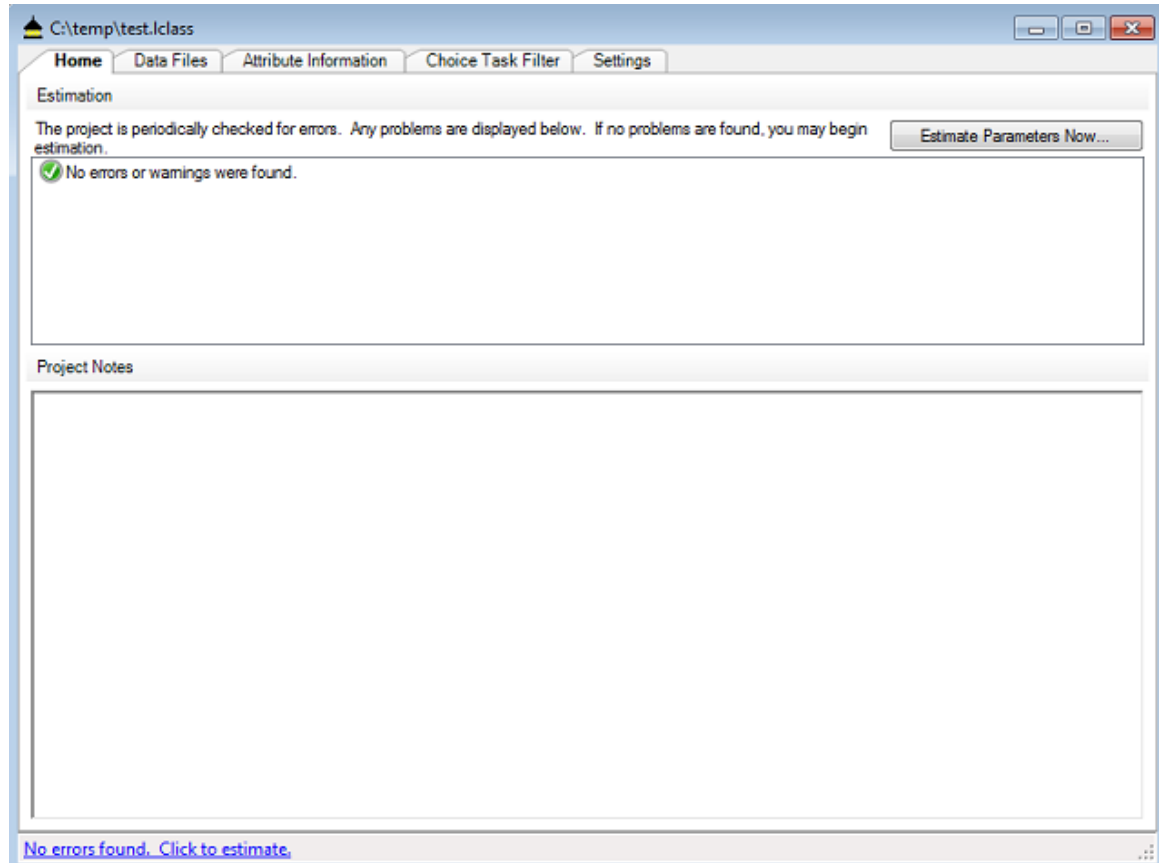 C:\temp\test.lclass
Home Data Files Attribute Information Choice Task Filter Settings
Estimation
The project is periodically checked for errors.  Any problems are displayed below.  If no problems are found, you may begin
estimation.
Estimate Parameters Now...
No errors or warnings were found.
Project Notes
No errors found.  Click to estimate.